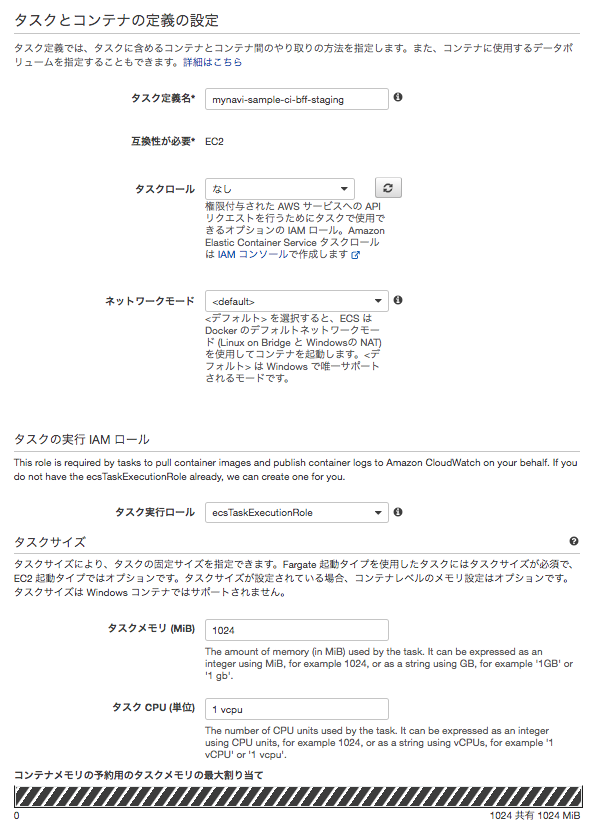 タスクとコンテナの定義の設定
タスク定義では、タスクに含めるコンテナとコンテナ間のやり取りの方法を指定します。また、コンテナに使用するデータボ
リュームを指定することもできます。詳細はこちら
タスク定義名* mynavi-sample-ci-bff-staging
互換性が必要* EC2
タスクロール なし
権限付与された AWS サービスへの API
リクエストを行うためにタスクで使用で
きるオプションの IAM ロール。Amazon
Elastic Container Service タスクロール
は IAM コンソールで作成します
ネットワークモード <default>
<デフォルト> を選択すると、ECS は
Docker のデフォルトネットワークモー
ド (Linux on Bridge と Windowsの NAT)
を使用してコンテナを起動します。<デ
フォルト> は Windows で唯一サポート
されるモードです。
タスクの実行 IAM ロール
This role is required by tasks to pull container images and publish container logs to Amazon CloudWatch on your behalf. If you
do not have the ecsTaskExecutionRole already, we can create one for you.
タスク実行ロール ecsTaskExecutionRole
タスクサイズ
タスクサイズにより、タスクの固定サイズを指定できます。Fargate 起動タイプを使用したタスクにはタスクサイズが必須で、
EC2 起動タイプではオプションです。タスクサイズが設定されている場合、コンテナレベルのメモリ設定はオプションです。
タスクサイズは Windows コンテナではサポートされません。
タスクメモリ (MiB) 1024
The amount of memory (in MiB) used by the task. It can be expressed as an
integer using MiB, for example 1024, or as a string using GB, for example '1GB' or
'1 gb'.
タスク CPU (単位) 1 vcpu
The number of CPU units used by the task. It can be expressed as an integer
using CPU units, for example 1024, or as a string using vCPUs, for example '1
vCPU' or '1 vcpu'.
コンテナメモリの予約用のタスクメモリの最大割り当て
0 1024 共有 1024 MiB